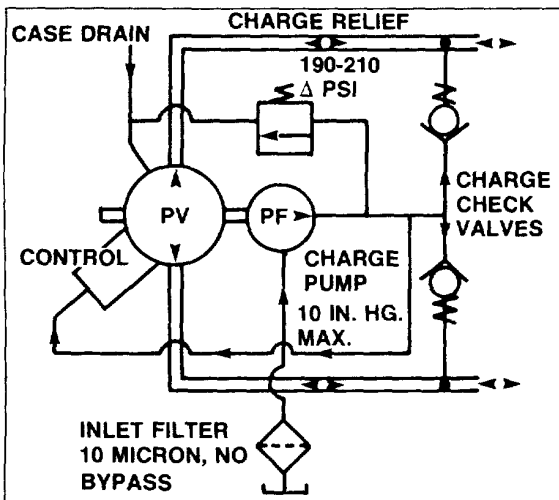 CHARGE RELIEF
CASE DRAIN
190-210
Δ PSI
PV
PF
CHARGE
CHECK
VALVES
CONTROL
CHARGE
PUMP
10 IN. HG.
MAX.
INLET FILTER
10 MICRON, NO
BYPASS